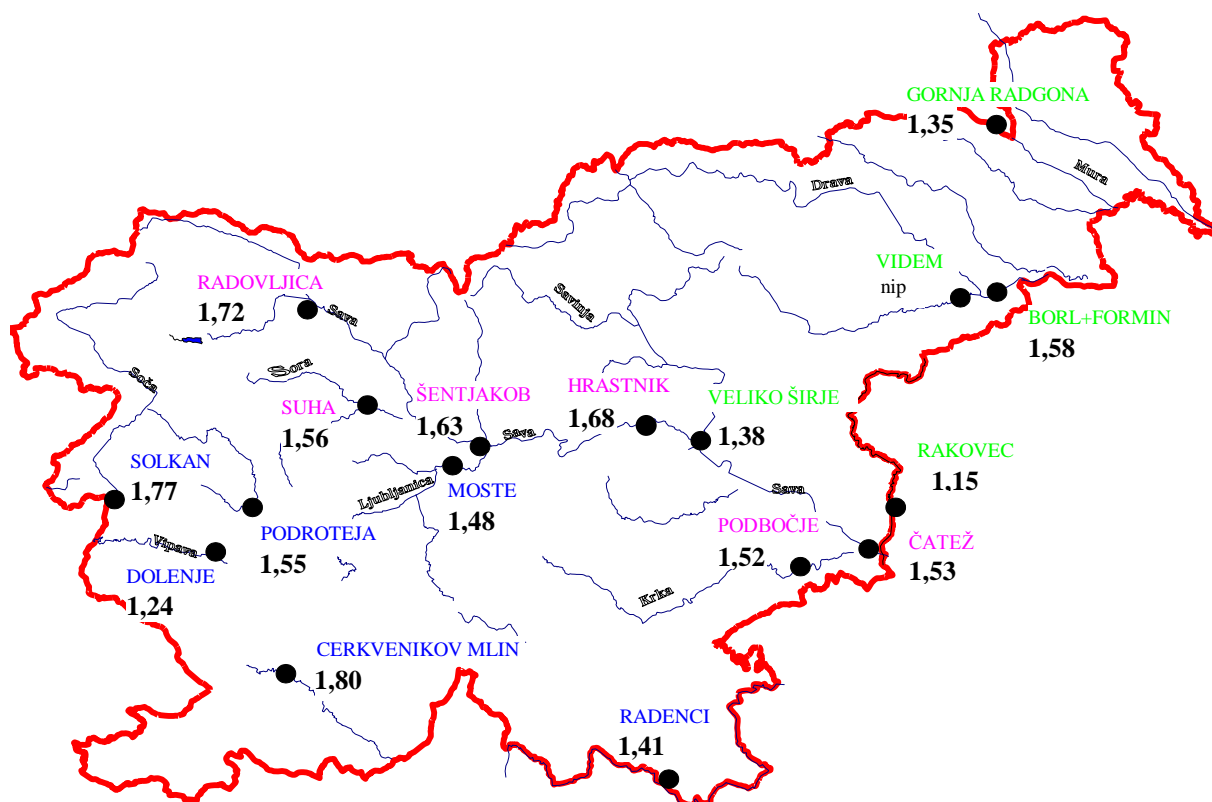 GORNJA RADGONA
1,35
Mura
Drava
VIDEM
nip
BORL+FORMIN
1,58
RADOVLJICA
1,72
Sava
Savinja
Sora
Soča
SUHA
1,56
ŠENTJAKOB
1,63
Sava
HRASTNIK
1,68
VELIKO ŠIRJE
1,38
SOLKAN
1,77
Ljubljanica
MOSTE
1,48
Sava
RAKOVEC
1,15
PODROTEJA
1,55
Vipava
DOLENJE
1,24
PODBOČJE
1,52
ČATEŽ
1,53
Krka
CERKVENIKOV MLIN
1,80
RADENCI
1,41